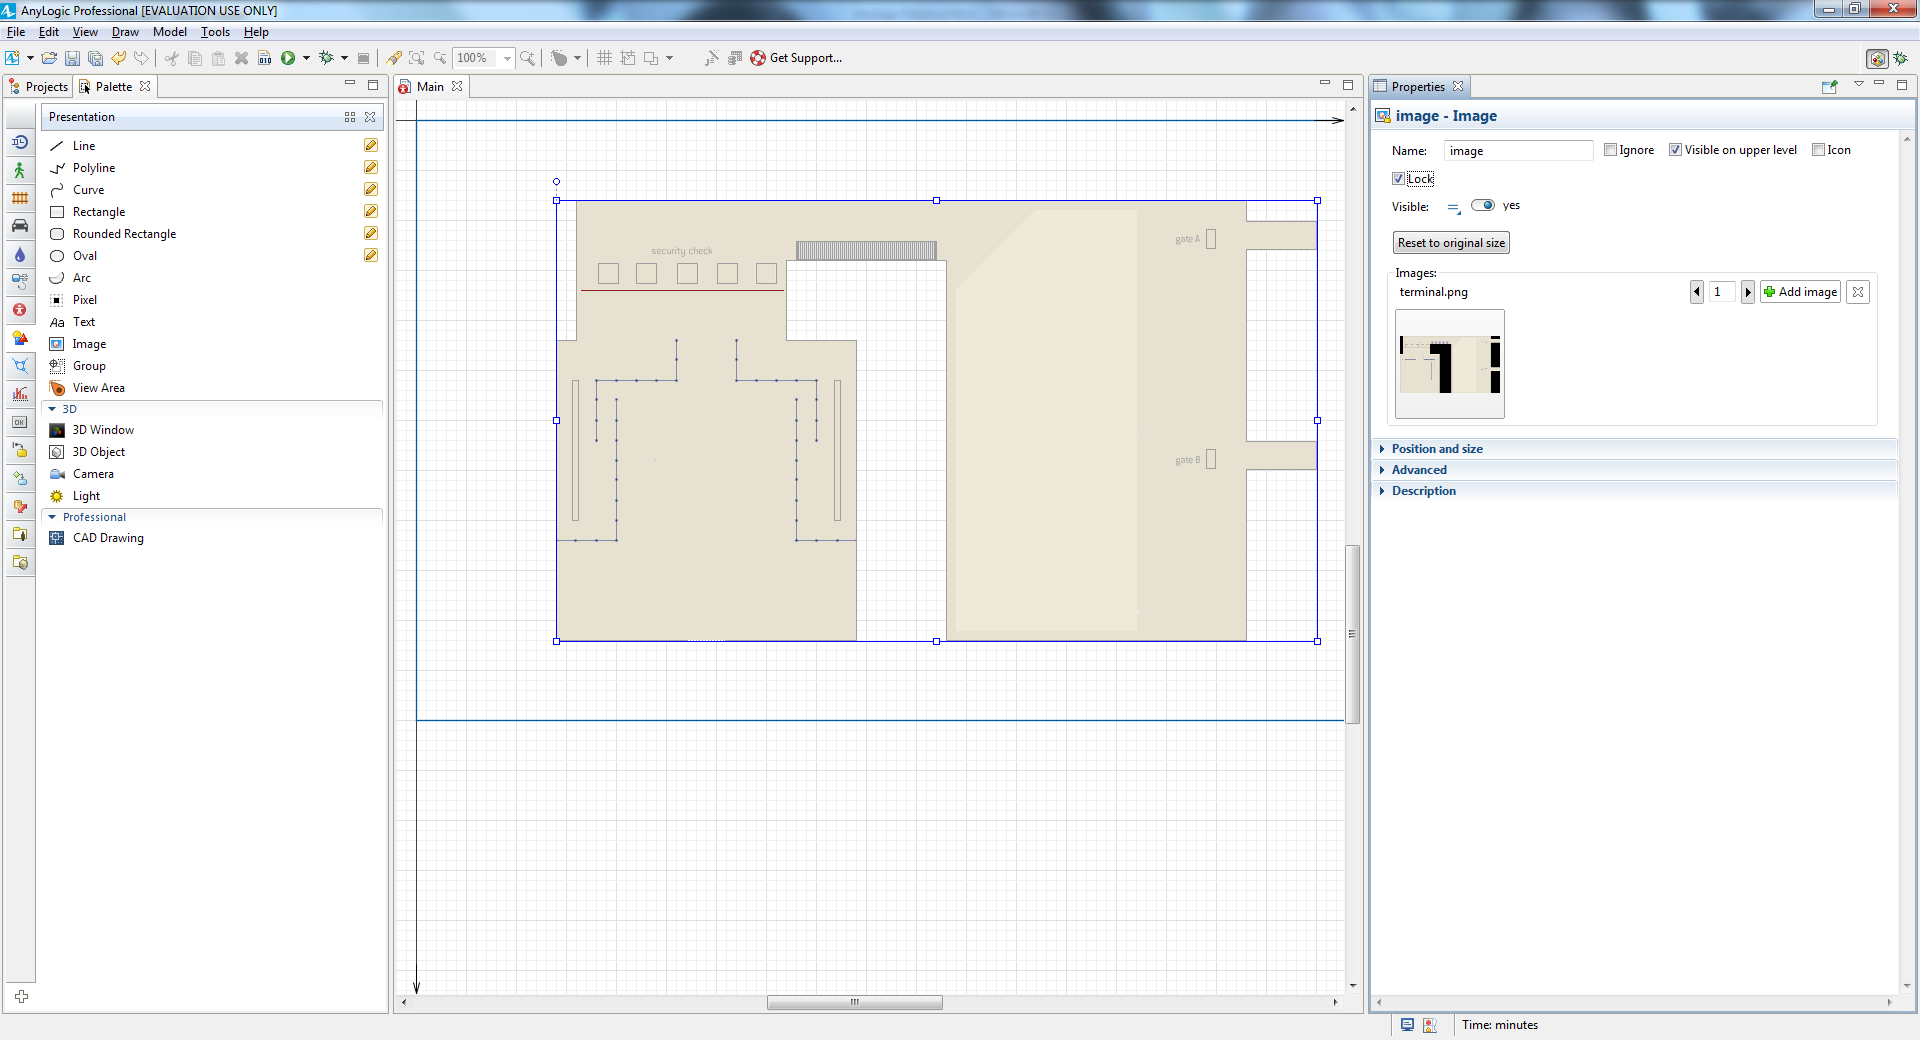 AnyLogic Professional [EVALUATION USE ONLY]
File Edit View Draw Model Tools Help
100% Get Support...
Projects Palette
Presentation
Line
Polyline
Curve
Rectangle
Rounded Rectangle
Oval
Arc
Pixel
Aa Text
Image
Group
View Area
3D
3D Window
3D Object
Camera
Light
Professional
CAD Drawing
OK
Main
security check
gate A
gate B
Properties
image - Image
Name: image Ignore Visible on upper level Icon
Lock
Visible: yes
Reset to original size
Images:
terminal.png 1 Add image
Position and size
Advanced
Description
Time: minutes